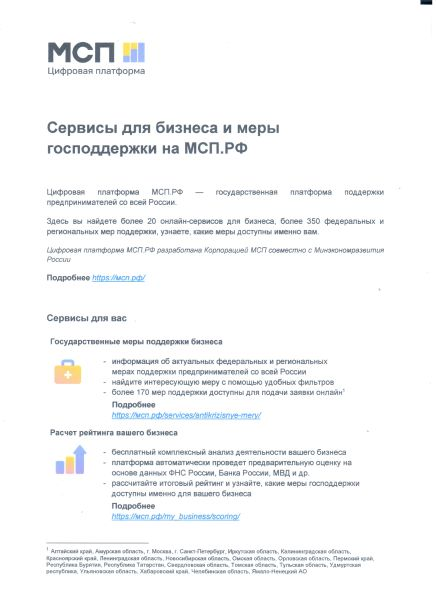 МСП
Цифровая платформа
Сервисы для бизнеса и меры
господдержки на МСП.РФ
Цифровая платформа МСП.РФ — государственная платформа поддержки
предпринимателей со всей России.
Здесь вы найдете более 20 онлайн-сервисов для бизнеса, более 350 федеральных и
региональных мер поддержки, узнаете, какие меры доступны именно вам.
Цифровая платформа МСП.РФ разработана Корпорацией МСП совместно с Минэкономразвития
России
Подробнее https://мсп.рф/
Сервисы для вас
Государственные меры поддержки бизнеса
- информация об актуальных федеральных и региональных
мерах поддержки предпринимателей со всей России
- найдите интересующую меру с помощью удобных фильтров
- более 170 мер поддержки доступны для подачи заявки онлайн¹
Подробнее
https://мсп.рф/services/antikrizisnye-mery/
Расчет рейтинга вашего бизнеса
- бесплатный комплексный анализ деятельности вашего бизнеса
- платформа автоматически проведет предварительную оценку на
основе данных ФНС России, Банка России, МВД и др.
- рассчитайте итоговый рейтинг и узнайте, какие меры господдержки
доступны именно для вашего бизнеса
Подробнее
https://мсп.рф/my_business/scoring/
¹ Алтайский край, Амурская область, г. Москва, г. Санкт-Петербург, Иркутская область, Калининградская область,
Красноярский край, Ленинградская область, Новосибирская область, Омская область, Орловская область, Пермский край,
Республика Бурятия, Республика Татарстан, Свердловская область, Томская область, Тульская область, Удмуртская
республика, Ульяновская область, Хабаровский край, Челябинская область, Ямало-Ненецкий АО